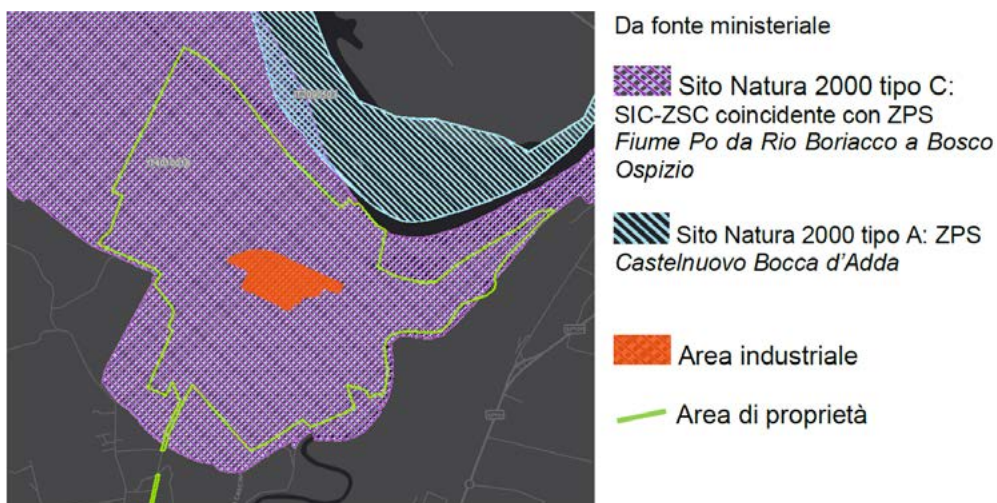 Da fonte ministeriale
Sito Natura 2000 tipo C:
SIC-ZSC coincidente con ZPS
Fiume Po da Rio Boriacco a Bosco
Ospizio
Sito Natura 2000 tipo A: ZPS
Castelnuovo Bocca d'Adda
Area industriale
Area di proprietà